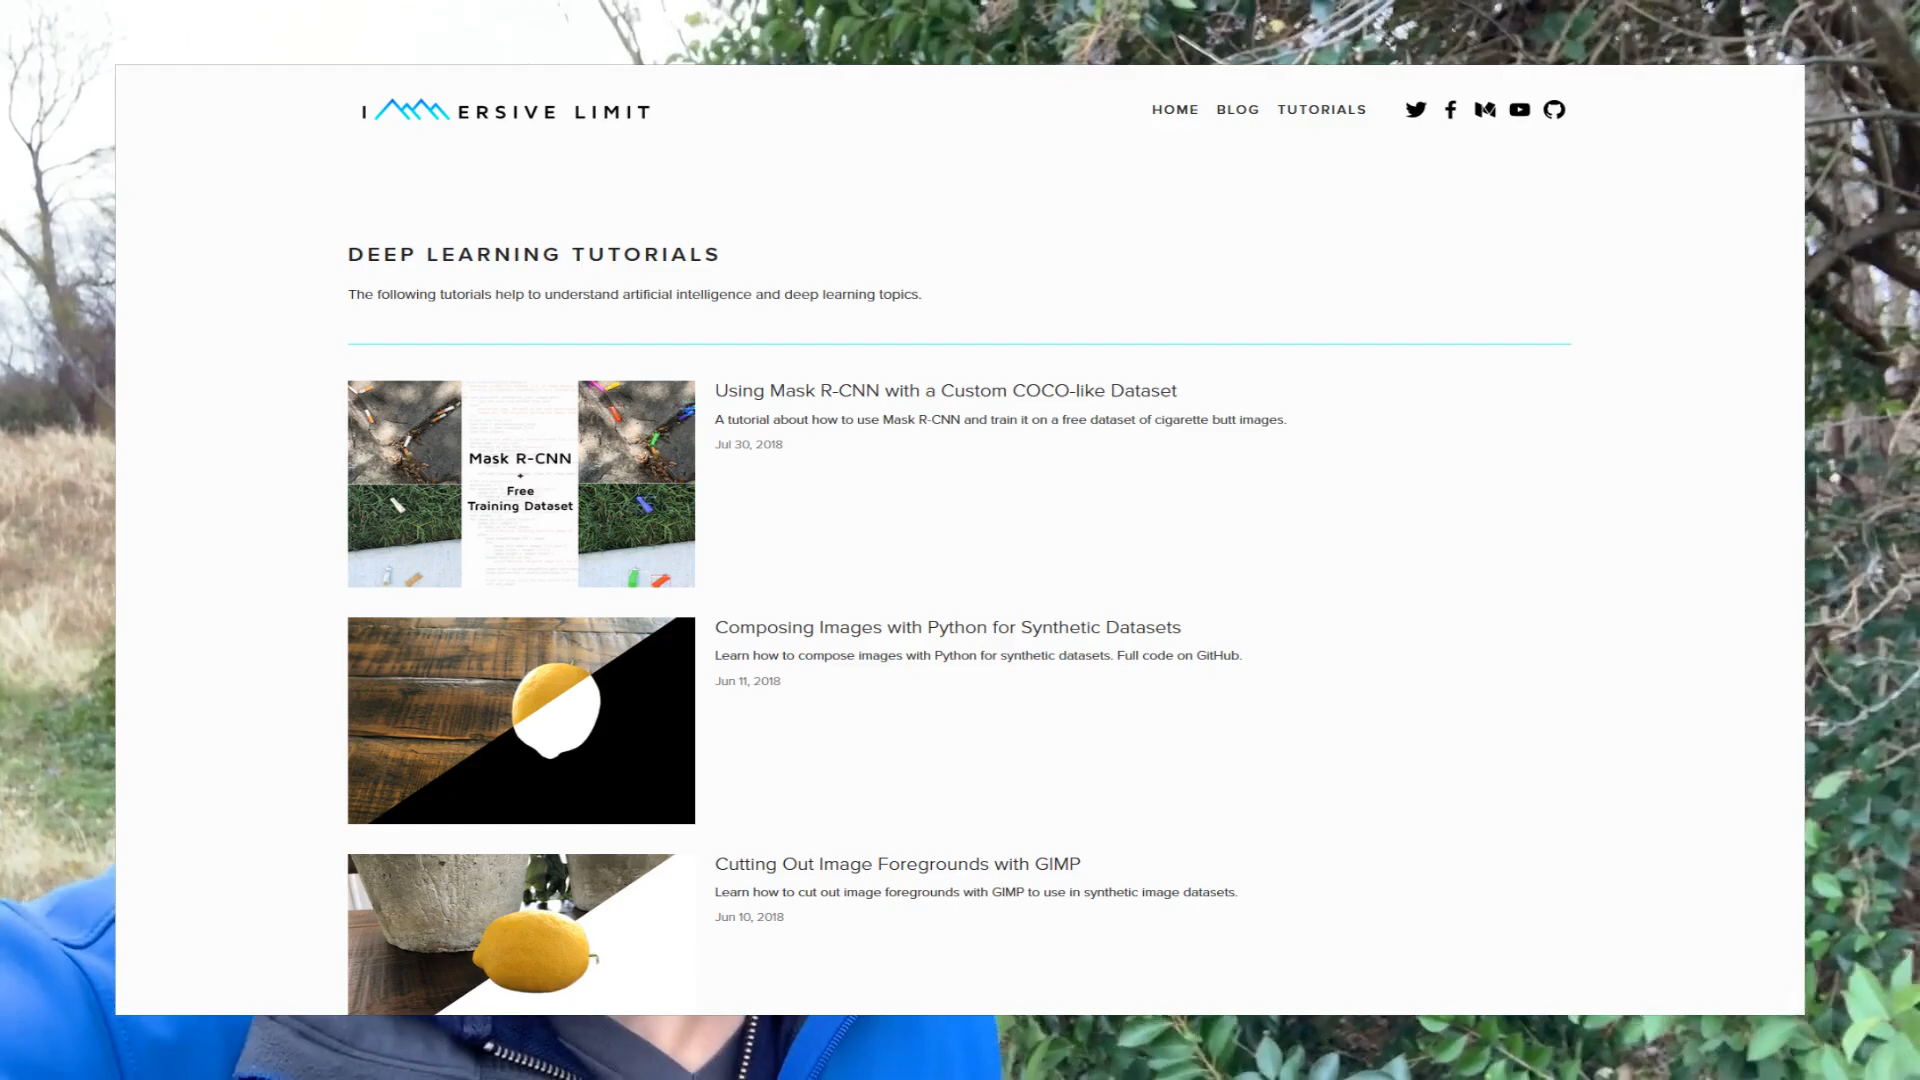 I ERSIVE LIMIT
HOME BLOG TUTORIALS
DEEP LEARNING TUTORIALS
The following tutorials help to understand artificial intelligence and deep learning topics.
Mask R-CNN
+
Free
Training Dataset
Using Mask R-CNN with a Custom COCO-like Dataset
A tutorial about how to use Mask R-CNN and train it on a free dataset of cigarette butt images.
Jul 30, 2018
Composing Images with Python for Synthetic Datasets
Learn how to compose images with Python for synthetic datasets. Full code on GitHub.
Jun 11, 2018
Cutting Out Image Foregrounds with GIMP
Learn how to cut out image foregrounds with GIMP to use in synthetic image datasets.
Jun 10, 2018